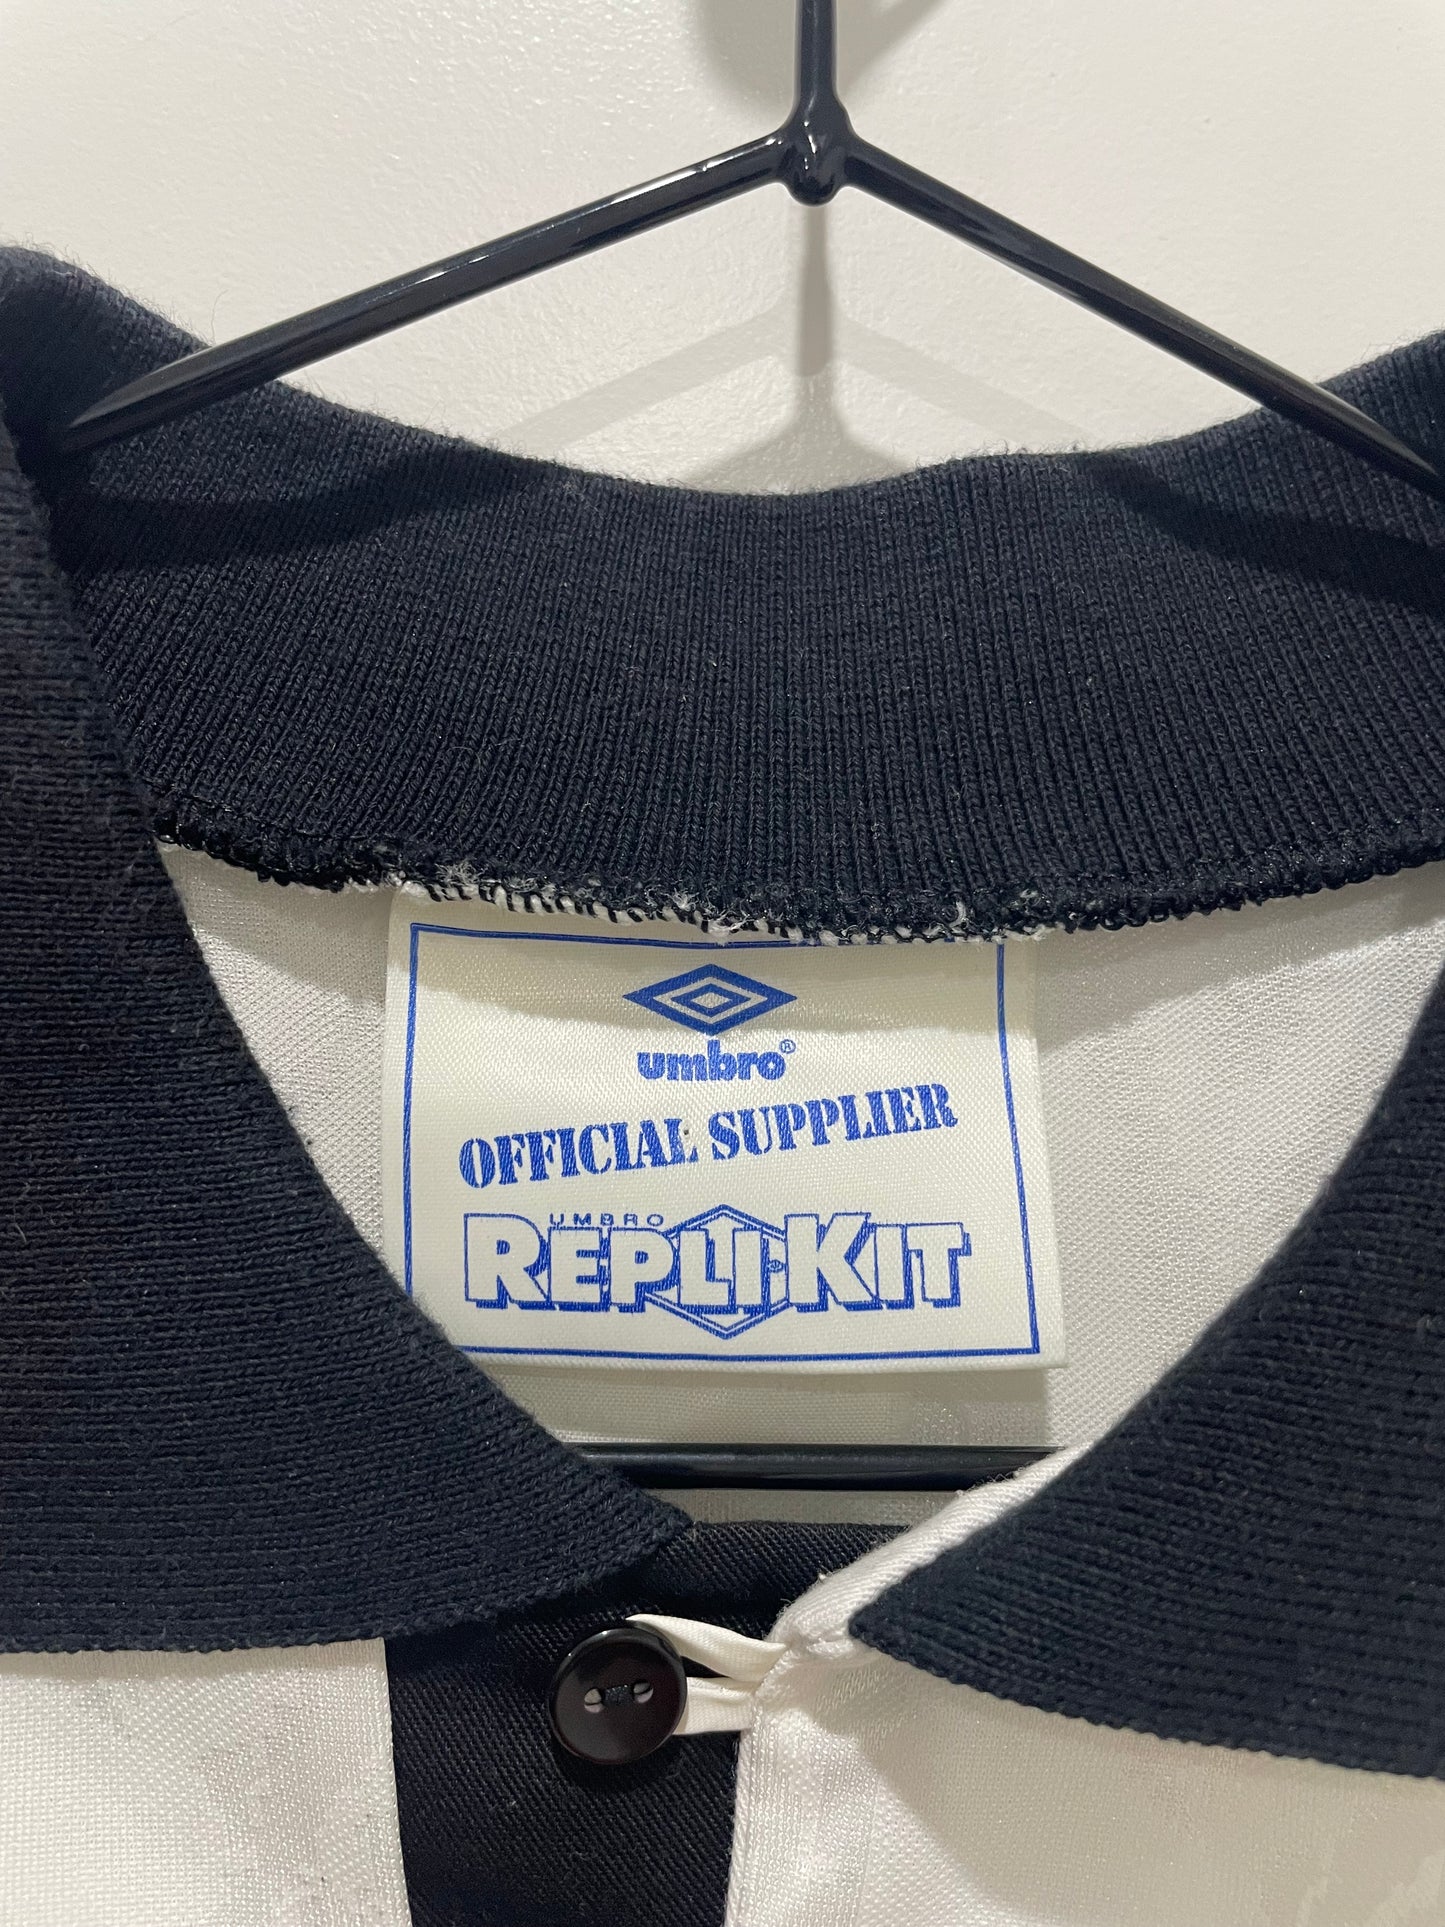 umbro®
OFFICIAL SUPPLIER
UMBRO
REPLI-KIT